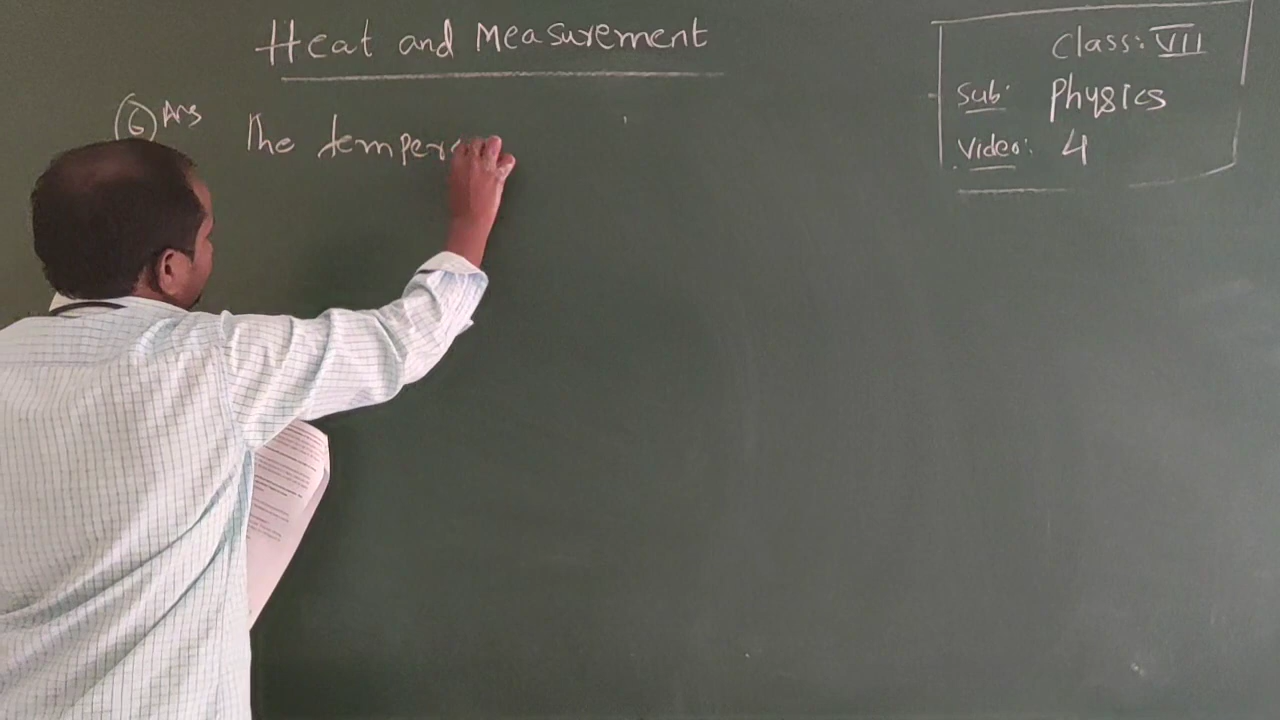 Heat and Measurement
Class: VII
Sub: Physics
Video: 4
6 Ans The temper